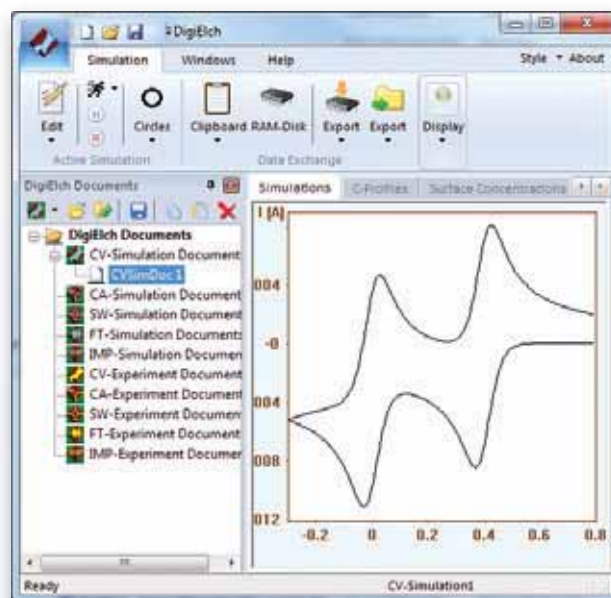 DigiElch
Simulation Windows Help Style About
Edit Circles Clipboard RAM-Disk Export Export Display
Active Simulation Data Exchange
DigiElch Documents
Simulations C-Profiles Surface Concentrations
DigiElch Documents
CV-Simulation Document
CVSimDoc1
CA-Simulation Document
SW-Simulation Document
FT-Simulation Documents
IMP-Simulation Documen
CV-Experiment Document
CA-Experiment Document
SW-Experiment Document
FT-Experiment Document
IMP-Experiment Documen
I [A]
004
-0
004
008
012
-0.2 0 0.2 0.4 0.6 0.8
Ready CV-Simulation1